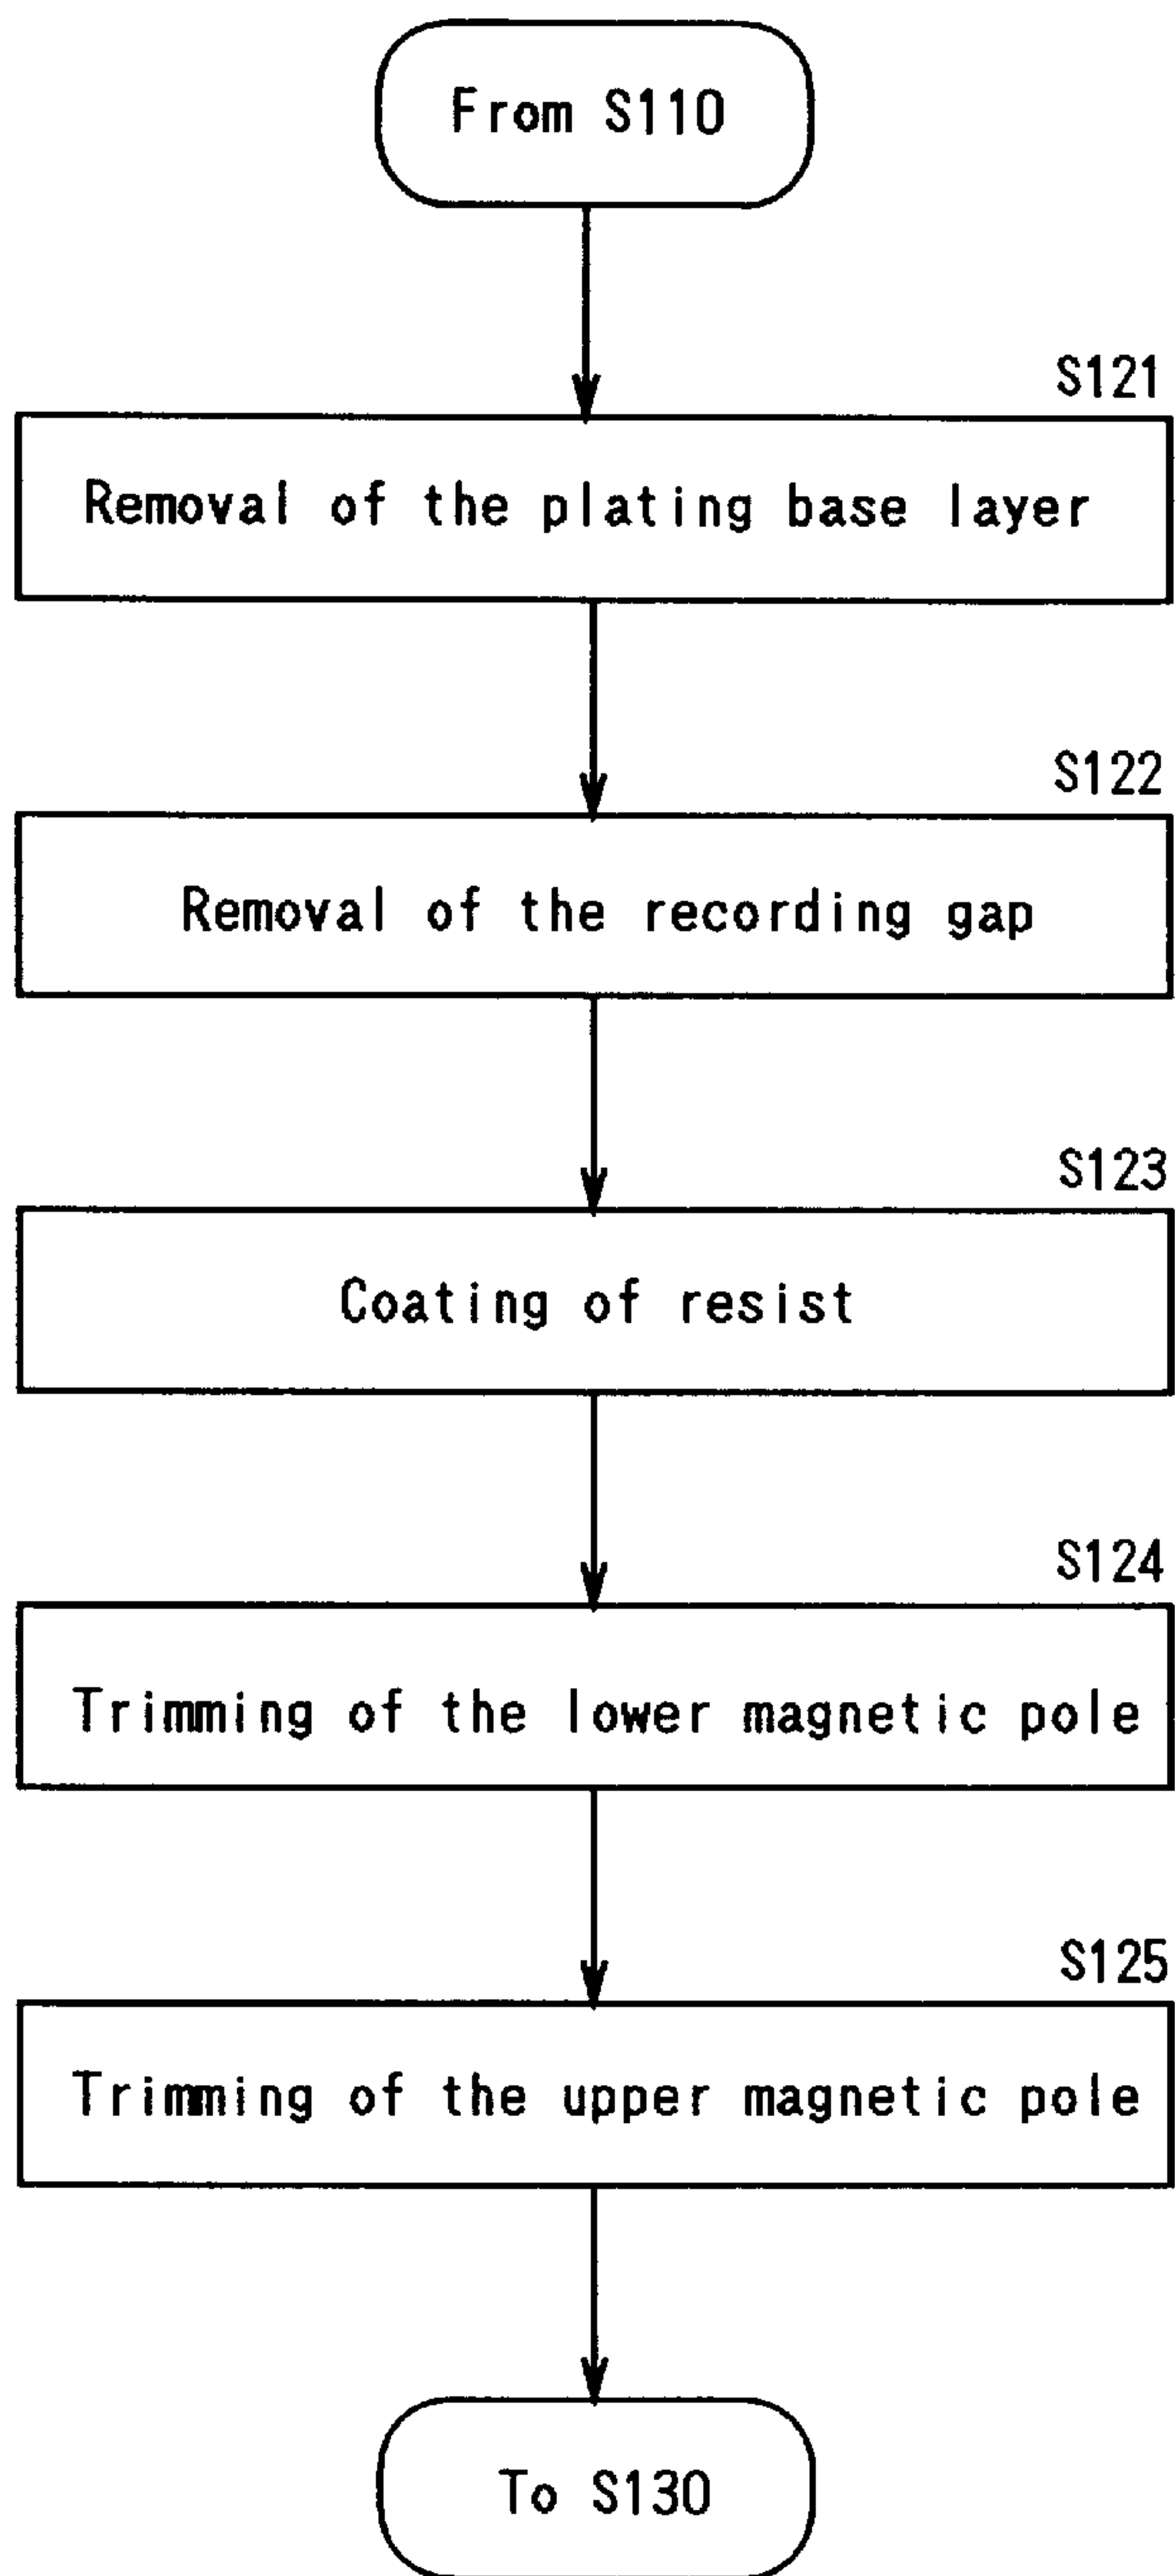 From S110
S121
Removal of the plating base layer
S122
Removal of the recording gap
S123
Coating of resist
S124
Trimming of the lower magnetic pole
S125
Trimming of the upper magnetic pole
To S130